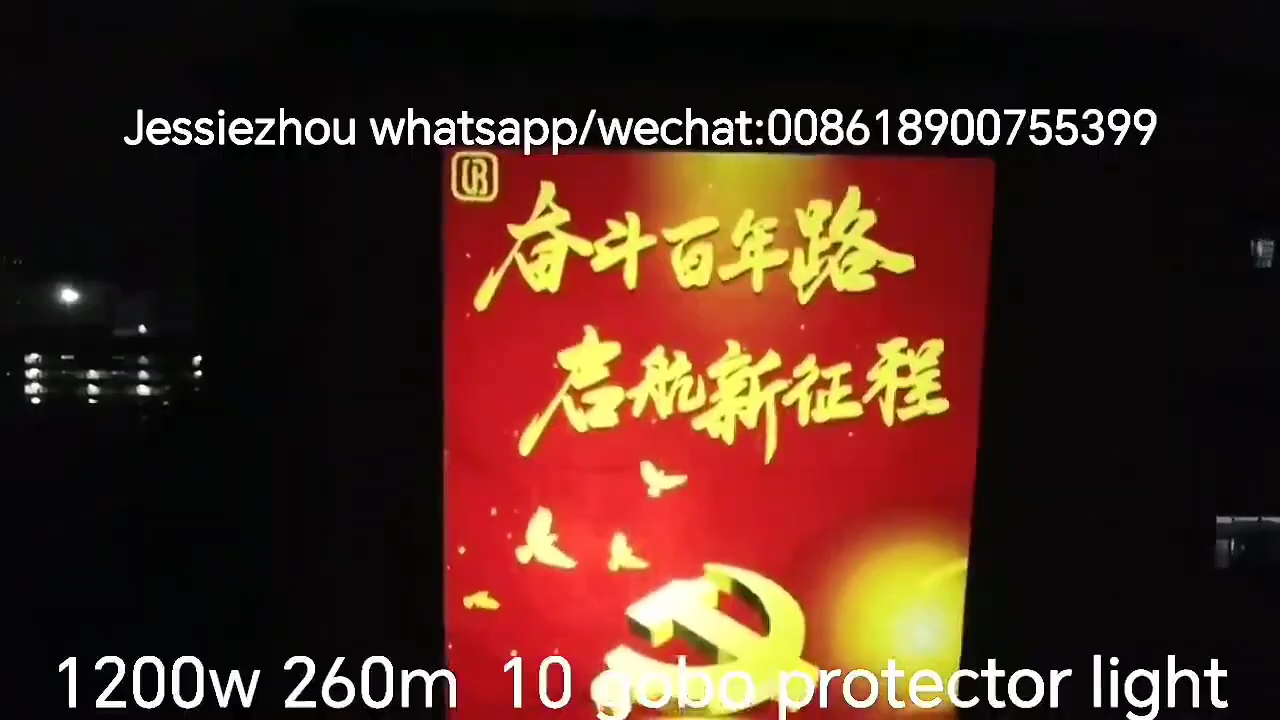 Jessiezhou whatsapp/wechat:008618900755399
奋斗百年路
启航新征程
1200w 260m 10 gobo protector light